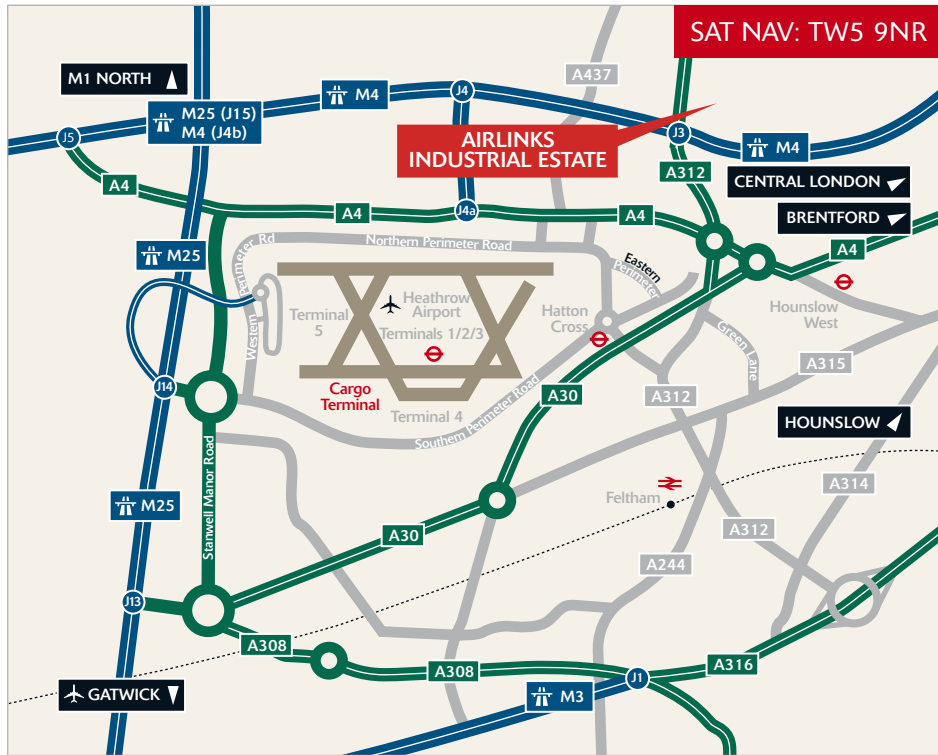 SAT NAV: TW5 9NR
A437
M1 NORTH
M4
J4
M25 (J15)
M4 (J4b)
J5
AIRLINKS
INDUSTRIAL ESTATE
J3
M4
A312
CENTRAL LONDON
A4
A4
J4a
A4
BRENTFORD
A4
Northern Perimeter Road
M25
Western
Perimeter Rd
Eastern
Perimeter
Heathrow
Airport
Terminal
5
Terminals 1/2/3
Hatton
Cross
Hounslow
West
Green Lane
A315
J14
Cargo
Terminal
Terminal 4
Southern Perimeter Road
A30
A312
HOUNSLOW
Stanwell Manor Road
M25
Feltham
A314
A30
A312
A244
J13
A308
A308
J1
A316
GATWICK
M3